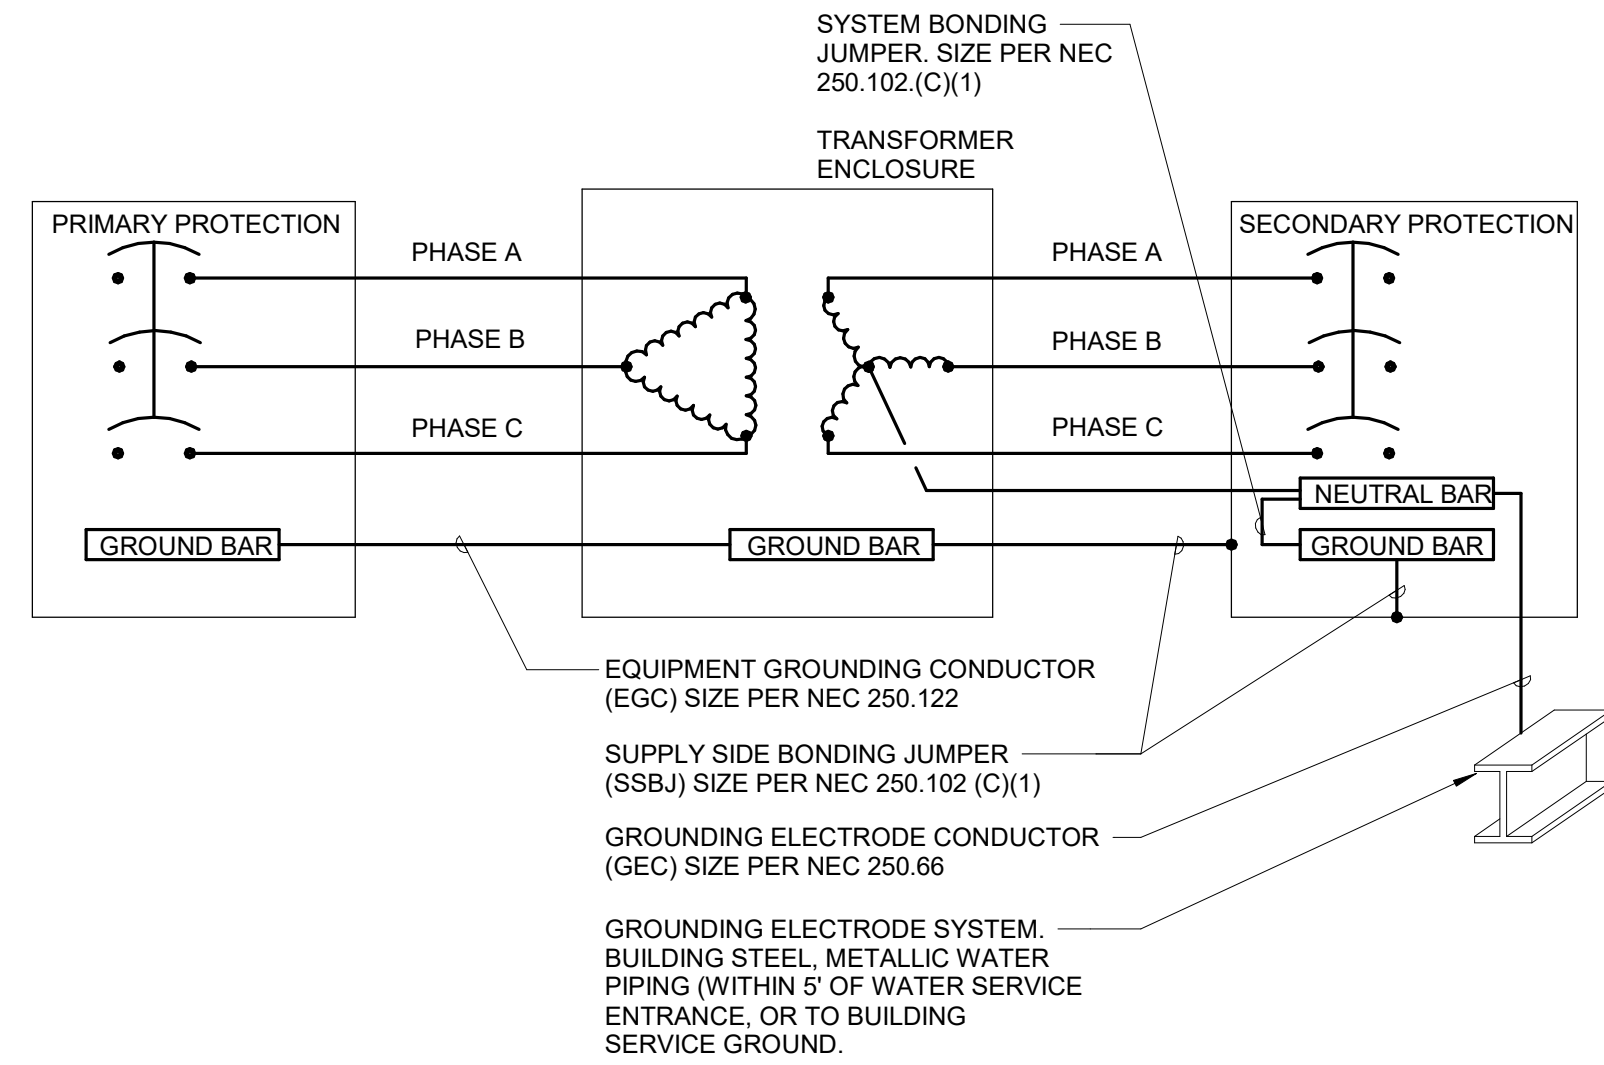 SYSTEM BONDING
JUMPER. SIZE PER NEC
250.102.(C)(1)
TRANSFORMER
ENCLOSURE
PRIMARY PROTECTION
SECONDARY PROTECTION
PHASE A
PHASE A
PHASE B
PHASE B
PHASE C
PHASE C
NEUTRAL BAR
GROUND BAR
GROUND BAR
GROUND BAR
EQUIPMENT GROUNDING CONDUCTOR
(EGC) SIZE PER NEC 250.122
SUPPLY SIDE BONDING JUMPER
(SSBJ) SIZE PER NEC 250.102 (C)(1)
GROUNDING ELECTRODE CONDUCTOR
(GEC) SIZE PER NEC 250.66
GROUNDING ELECTRODE SYSTEM.
BUILDING STEEL, METALLIC WATER
PIPING (WITHIN 5' OF WATER SERVICE
ENTRANCE, OR TO BUILDING
SERVICE GROUND.